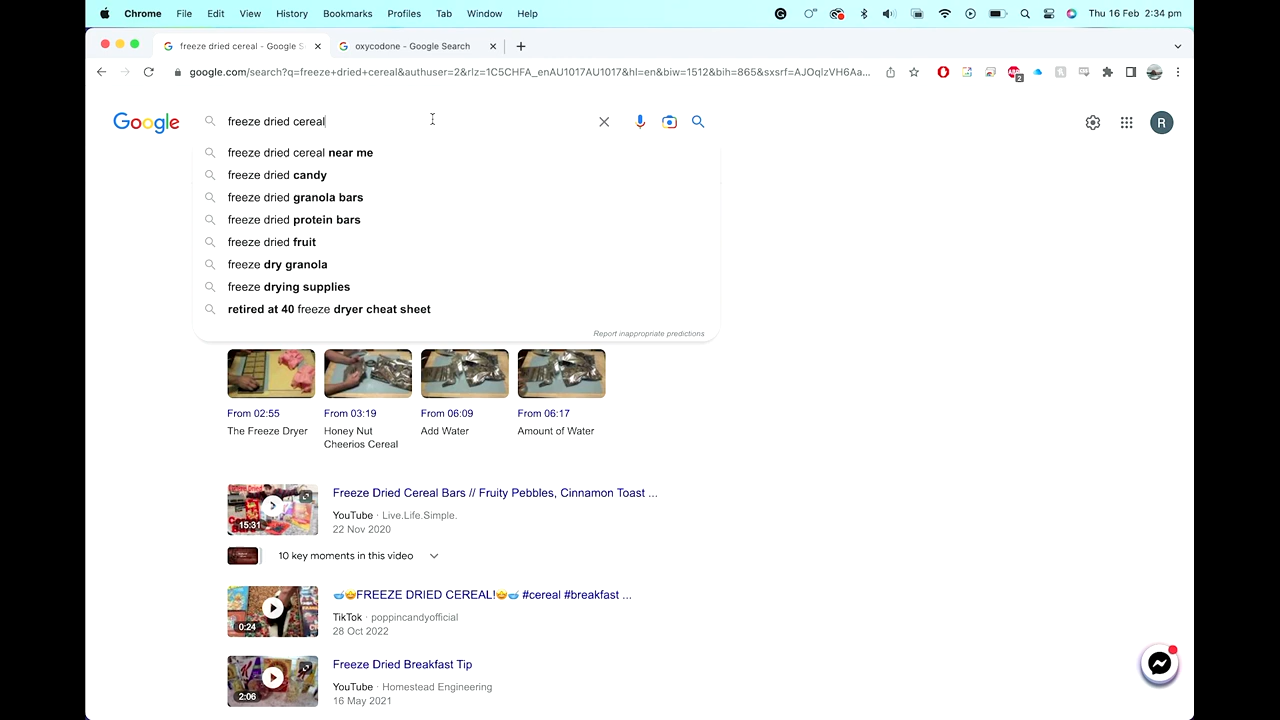 Chrome File Edit View History Bookmarks Profiles Tab Window Help Thu 16 Feb 2:34 pm
freeze dried cereal - Google S oxycodone - Google Search
google.com/search?q=freeze+dried+cereal&authuser=2&rlz=1C5CHFA_enAU1017AU1017&hl=en&biw=1512&bih=865&sxsrf=AJOqlzVH6Aa...
2
Google freeze dried cereal R
freeze dried cereal near me
freeze dried candy
freeze dried granola bars
freeze dried protein bars
freeze dried fruit
freeze dry granola
freeze drying supplies
retired at 40 freeze dryer cheat sheet
Report inappropriate predictions
From 02:55 From 03:19 From 06:09 From 06:17
The Freeze Dryer Honey Nut Add Water Amount of Water
Cheerios Cereal
Freeze Dried Cereal Bars // Fruity Pebbles, Cinnamon Toast ...
YouTube · Live.Life.Simple.
15:31
22 Nov 2020
10 key moments in this video
🥣🤩FREEZE DRIED CEREAL!🤩🥣 #cereal #breakfast ...
TikTok · poppincandyofficial
0:24
28 Oct 2022
Freeze Dried Breakfast Tip
YouTube · Homestead Engineering
2:06
16 May 2021